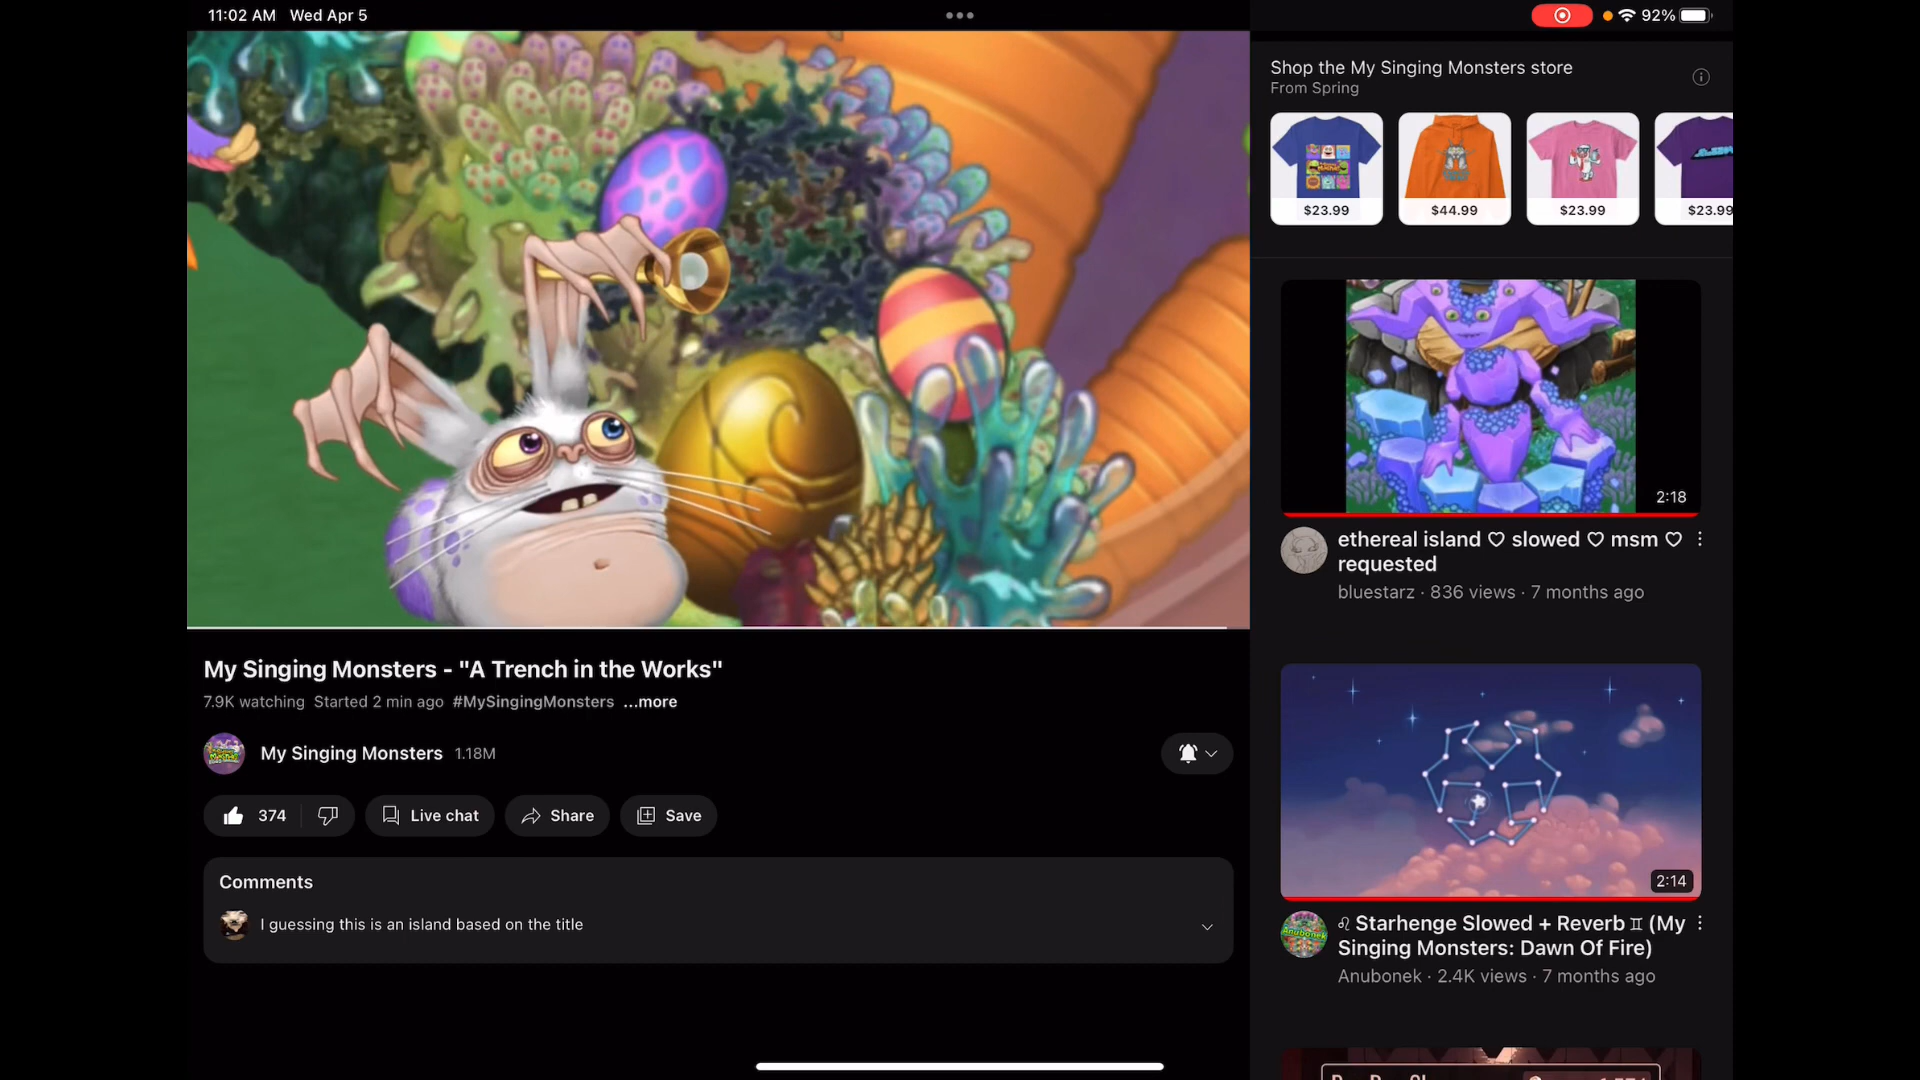 11:02 AM Wed Apr 5
92%
Shop the My Singing Monsters store
From Spring
$23.99
$44.99
$23.99
$23.99
2:18
ethereal island ♡ slowed ♡ msm ♡
requested
bluestarz · 836 views · 7 months ago
My Singing Monsters - "A Trench in the Works"
7.9K watching Started 2 min ago #MySingingMonsters ...more
My Singing Monsters 1.18M
374
Live chat
Share
Save
Comments
I guessing this is an island based on the title
2:14
Anubonek
♌︎ Starhenge Slowed + Reverb ♊︎ (My
Singing Monsters: Dawn Of Fire)
Anubonek · 2.4K views · 7 months ago